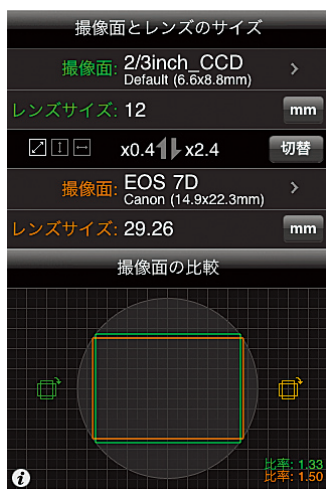 撮像面とレンズのサイズ
撮像面: 2/3inch_CCD
Default (6.6x8.8mm)
レンズサイズ: 12 mm
x0.4 x2.4 切替
撮像面: EOS 7D
Canon (14.9x22.3mm)
レンズサイズ: 29.26 mm
撮像面の比較
比率: 1.33
比率: 1.50
i